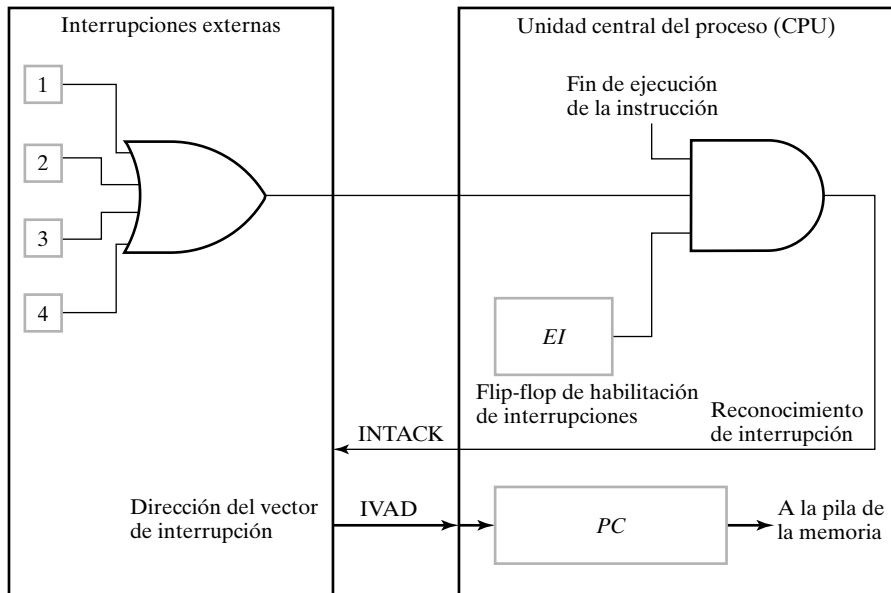 Interrupciones externas
Unidad central del proceso (CPU)
1
2
3
4
Fin de ejecución
de la instrucción
EI
Flip-flop de habilitación
de interrupciones
Reconocimiento
de interrupción
INTACK
Dirección del vector
de interrupción
IVAD
PC
A la pila de
la memoria